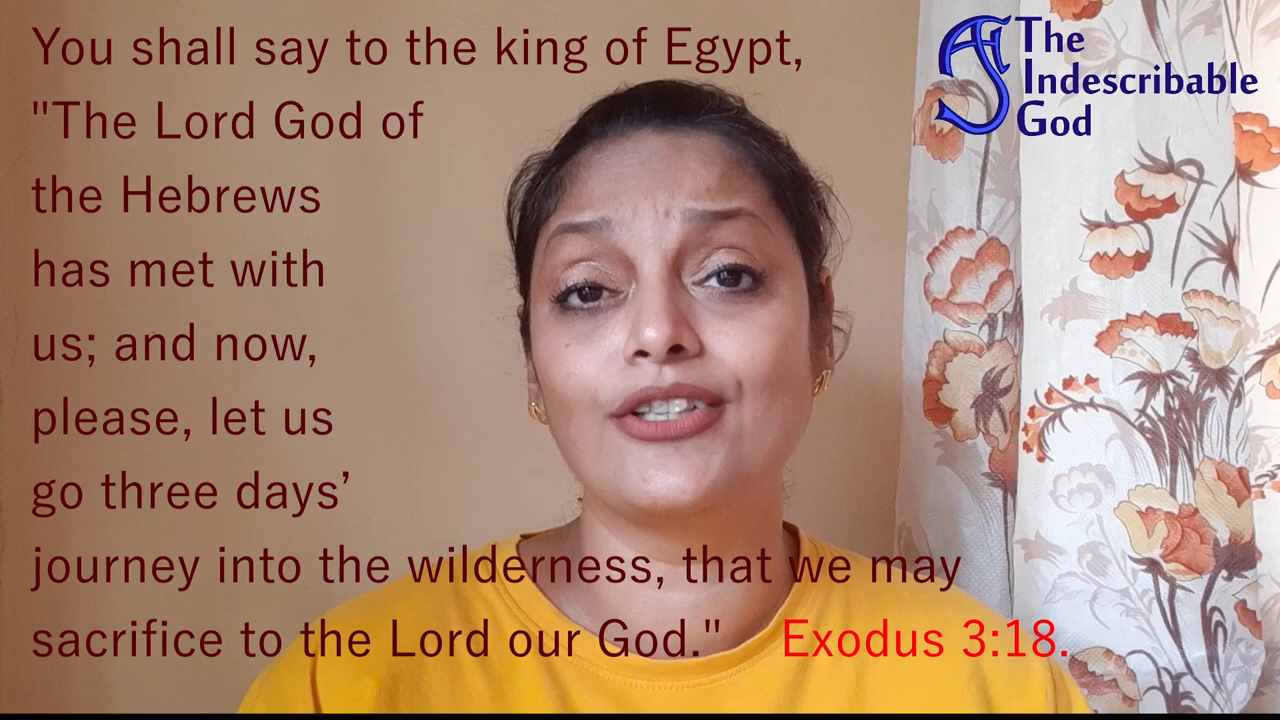 You shall say to the king of Egypt,
"The Lord God of
the Hebrews
has met with
us; and now,
please, let us
go three days’
journey into the wilderness, that we may
sacrifice to the Lord our God." Exodus 3:18.
The
Indescribable
God